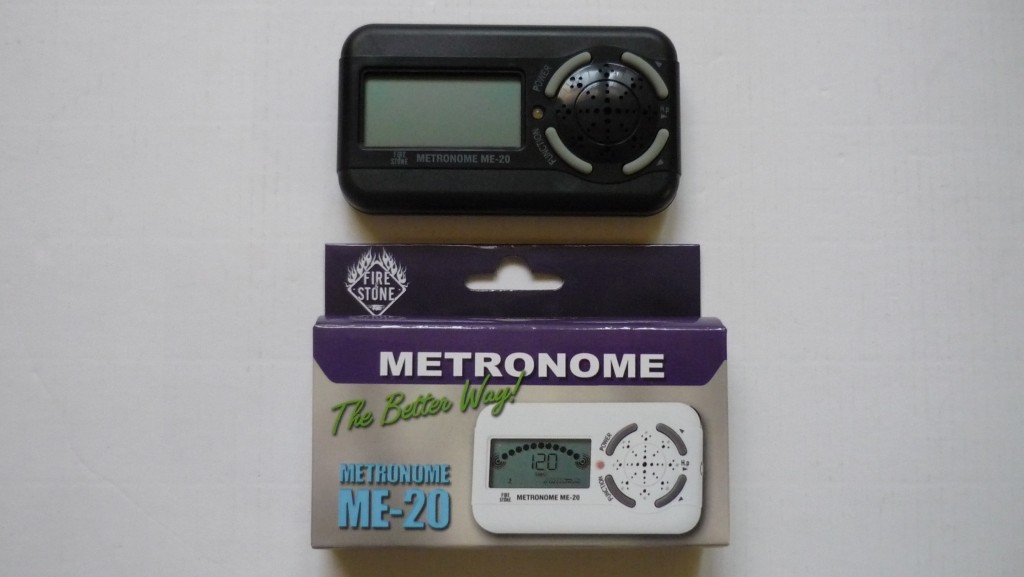 POWER
FUNCTION
H.P
FIRE
STONE
METRONOME ME-20
FIRE
STONE
METRONOME
The Better Way!
METRONOME
ME-20
120
POWER
FUNCTION
H.P
FIRE
STONE
METRONOME ME-20